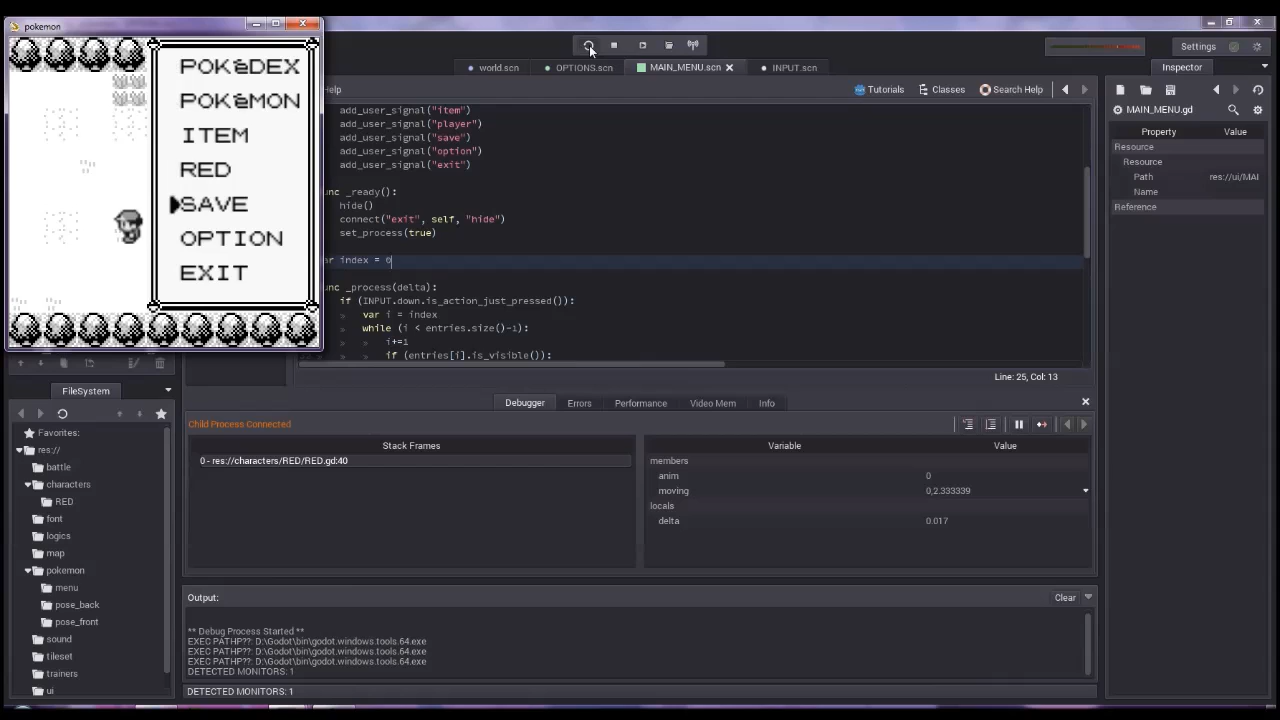 pokemon
POKéDEX
POKéMON
ITEM
RED
SAVE
OPTION
EXIT
Settings
world.scn
OPTIONS.scn
MAIN_MENU.scn
INPUT.scn
Help
Tutorials
Classes
Search Help
add_user_signal("item")
add_user_signal("player")
add_user_signal("save")
add_user_signal("option")
add_user_signal("exit")
unc _ready():
hide()
connect("exit", self, "hide")
set_process(true)
ar index = 0
unc _process(delta):
if (INPUT.down.is_action_just_pressed()):
var i = index
while (i < entries.size()-1):
i+=1
if (entries[i].is_visible()):
Line: 25, Col: 13
Inspector
MAIN_MENU.gd
Property Value
Resource
Resource
Path res://ui/MAI
Name
Reference
FileSystem
Favorites:
res://
battle
characters
RED
font
logics
map
pokemon
menu
pose_back
pose_front
sound
tileset
trainers
ui
Debugger Errors Performance Video Mem Info
Child Process Connected
Stack Frames
0 - res://characters/RED/RED.gd:40
Variable Value
members
anim 0
moving 0,2.333339
locals
delta 0.017
Output:
Clear
** Debug Process Started **
EXEC PATHP??: D:\Godot\bin\godot.windows.tools.64.exe
EXEC PATHP??: D:\Godot\bin\godot.windows.tools.64.exe
EXEC PATHP??: D:\Godot\bin\godot.windows.tools.64.exe
DETECTED MONITORS: 1
DETECTED MONITORS: 1